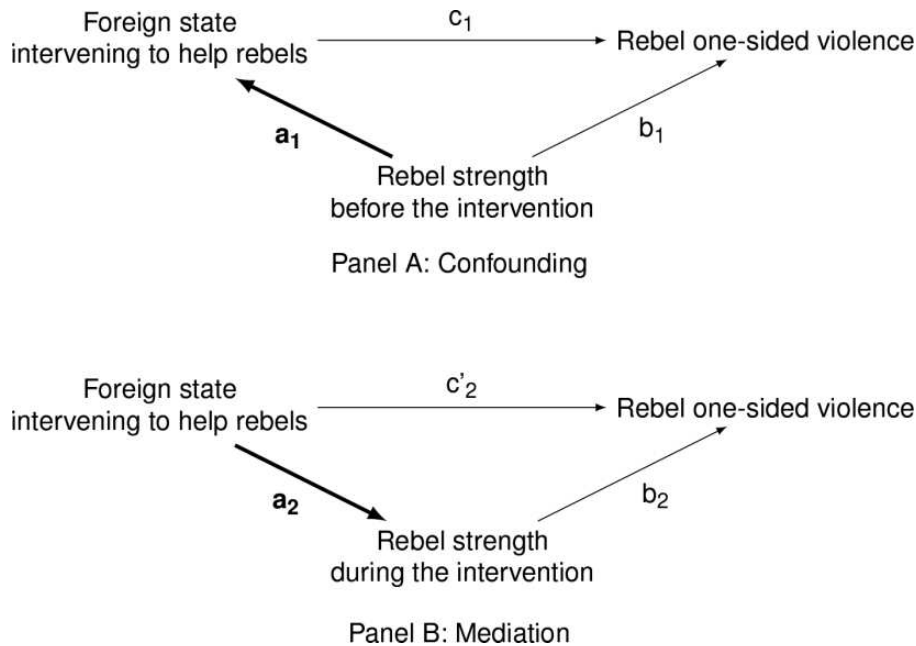 Foreign state
intervening to help rebels
c₁
Rebel one-sided violence
a₁
b₁
Rebel strength
before the intervention
Panel A: Confounding
Foreign state
intervening to help rebels
c'₂
Rebel one-sided violence
a₂
b₂
Rebel strength
during the intervention
Panel B: Mediation